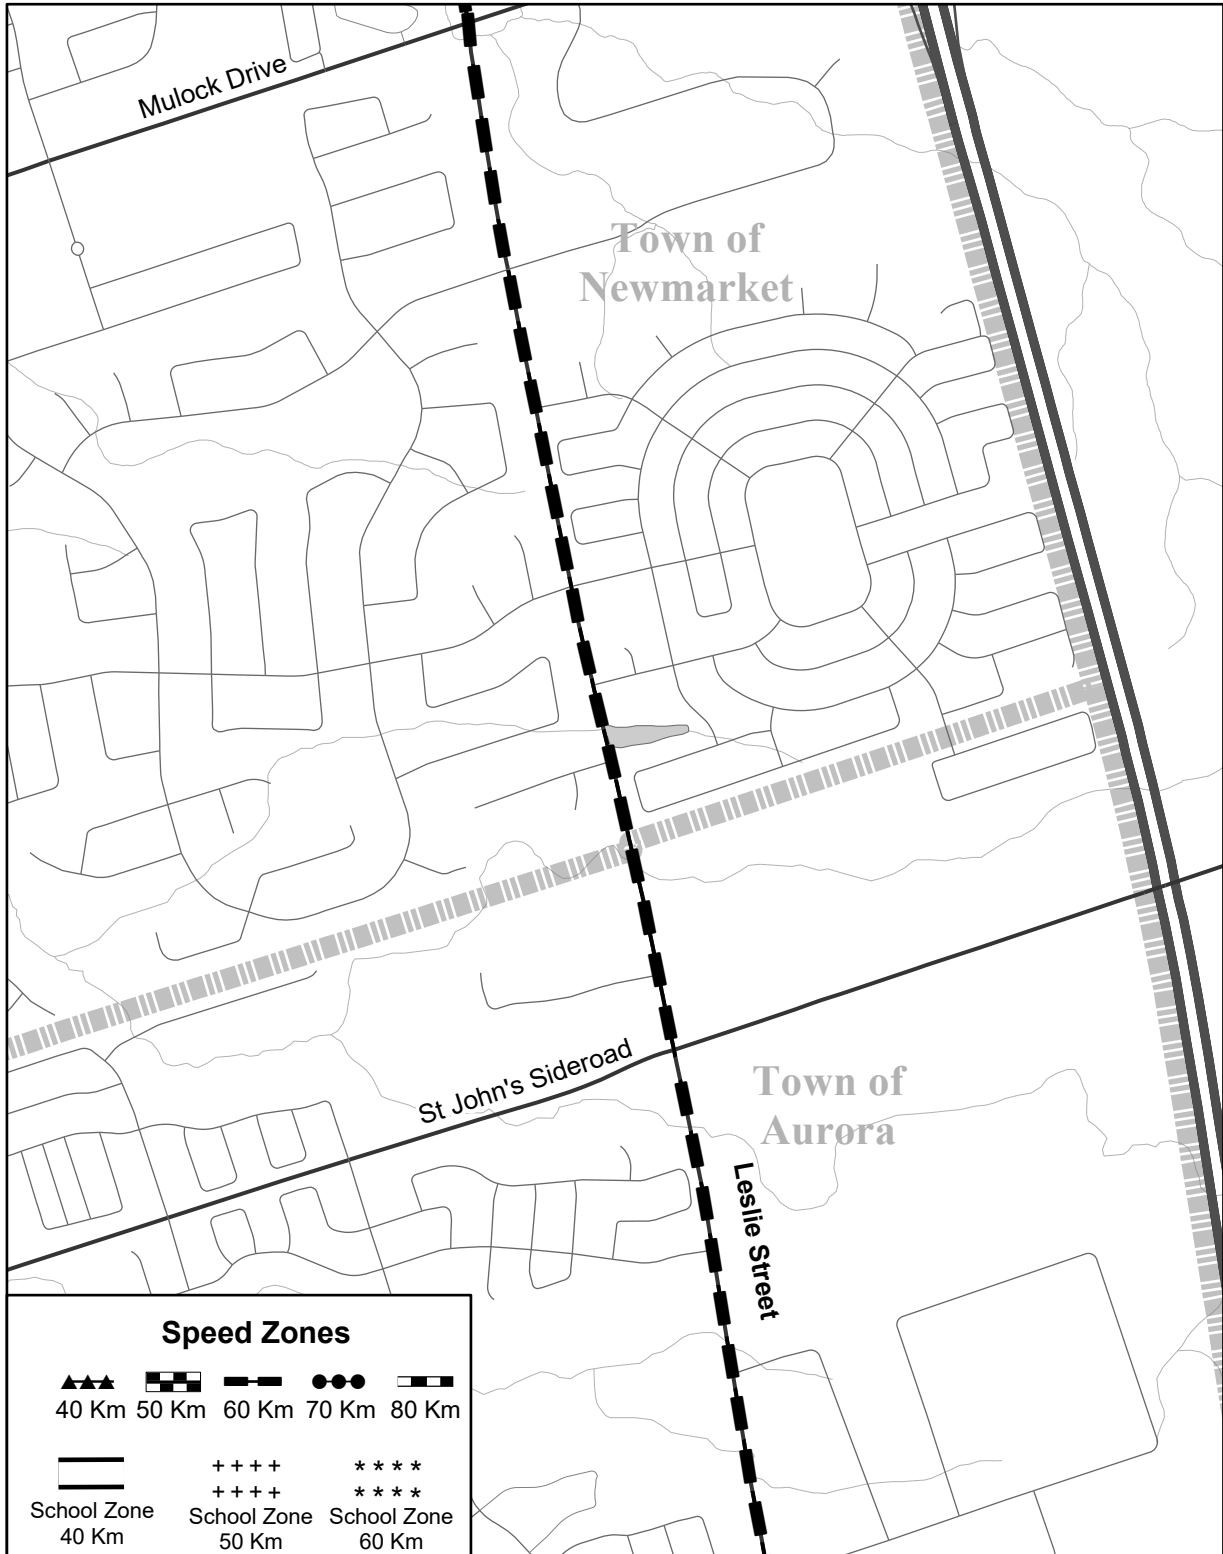 Mulock Drive
Town of
Newmarket
St John's Sideroad
Town of
Aurora
Leslie Street
Speed Zones
40 Km 50 Km 60 Km 70 Km 80 Km
School Zone
40 Km
School Zone
50 Km
School Zone
60 Km